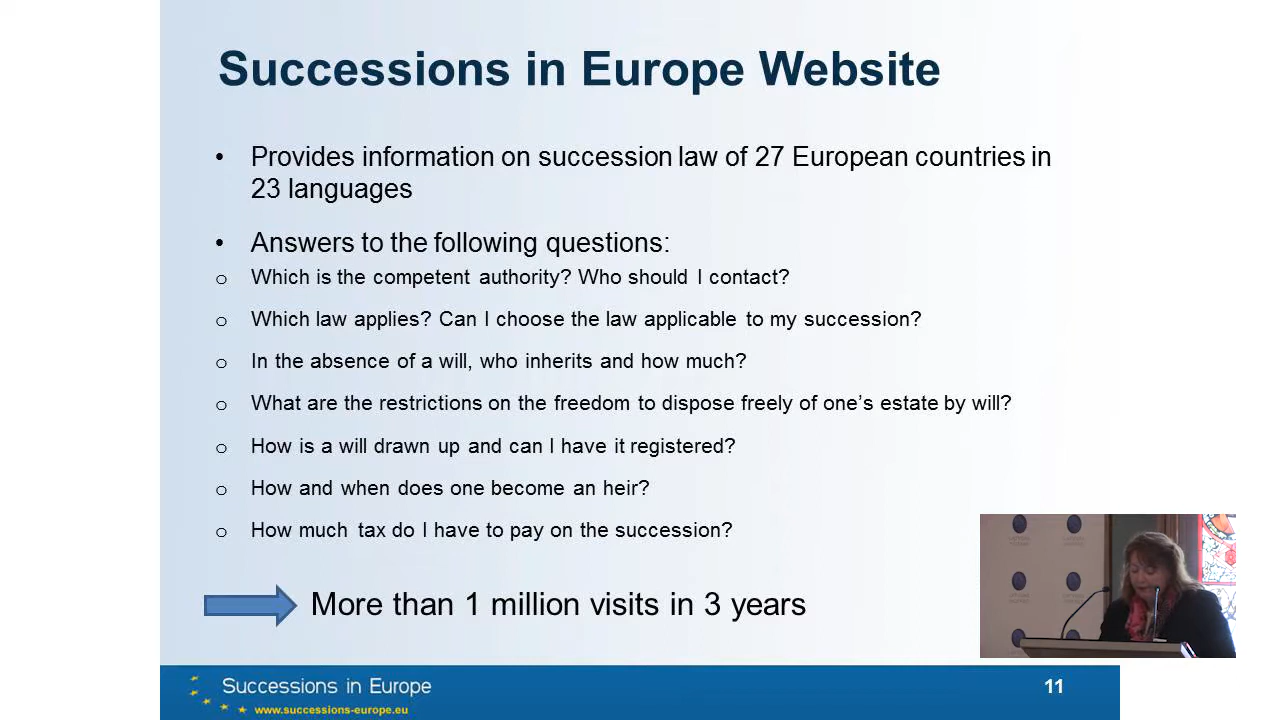 Successions in Europe Website
• Provides information on succession law of 27 European countries in
23 languages
• Answers to the following questions:
o Which is the competent authority? Who should I contact?
o Which law applies? Can I choose the law applicable to my succession?
o In the absence of a will, who inherits and how much?
o What are the restrictions on the freedom to dispose freely of one’s estate by will?
o How is a will drawn up and can I have it registered?
o How and when does one become an heir?
o How much tax do I have to pay on the succession?
More than 1 million visits in 3 years
Successions in Europe
www.successions-europe.eu
11